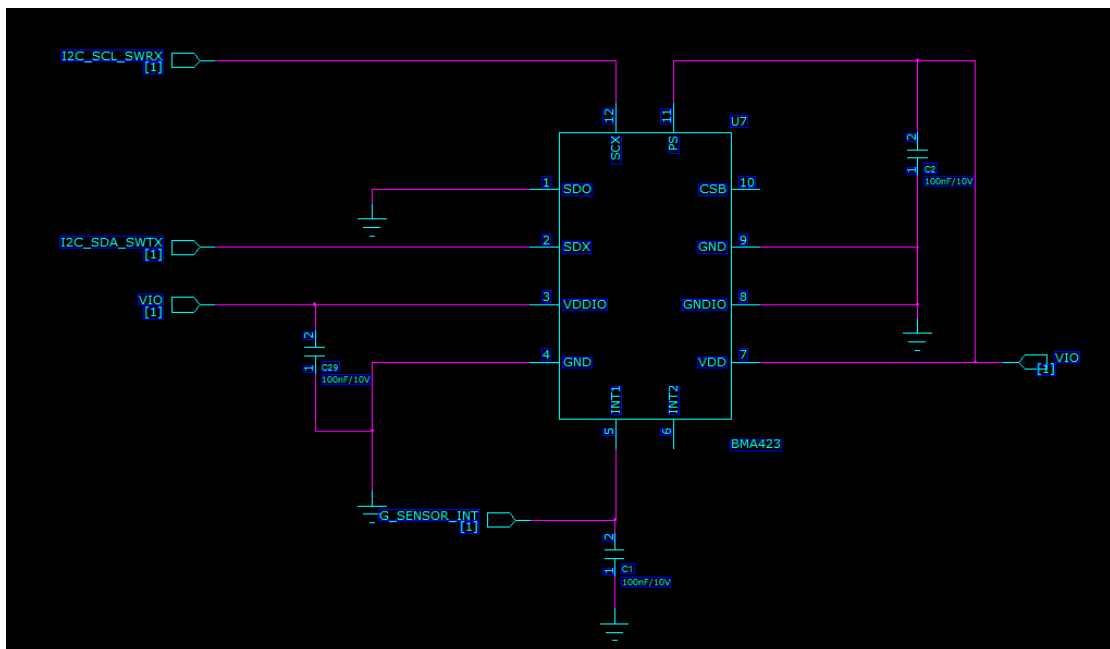 I2C_SCL_SWRX
[1]
12
11
U7
SCX
PS
2
1
C2
100nF/10V
1
SDO
CSB
10
I2C_SDA_SWTX
[1]
2
SDX
GND
9
VIO
[1]
3
VDDIO
GNDIO
8
2
1
C29
100nF/10V
4
GND
VDD
7
VIO
[1]
INT1
INT2
5
6
BMA423
G_SENSOR_INT
[1]
2
1
C1
100nF/10V